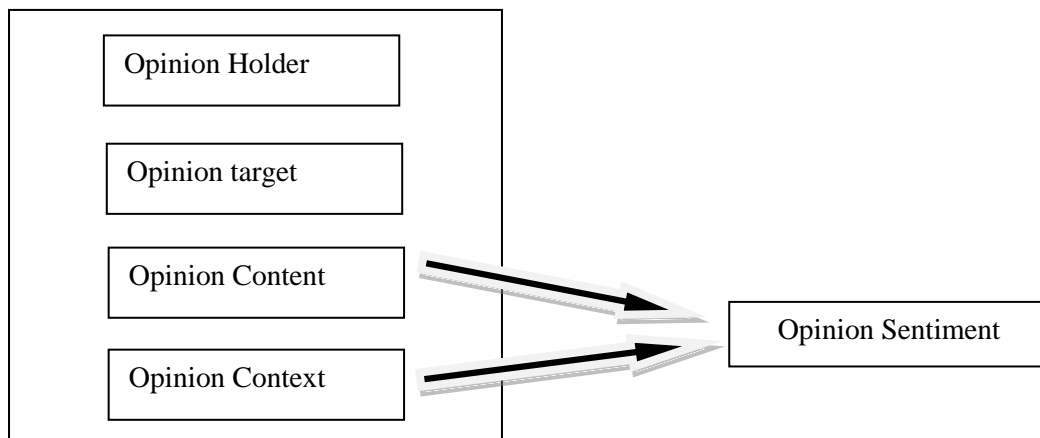 Opinion Holder
Opinion target
Opinion Content
Opinion Context
Opinion Sentiment